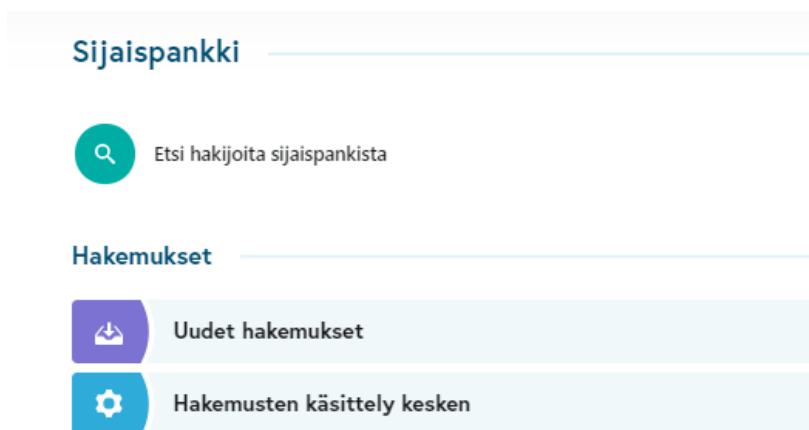 Sijaispankki
Etsi hakijoita sijaispankista
Hakemukset
Uudet hakemukset
Hakemusten käsittely kesken